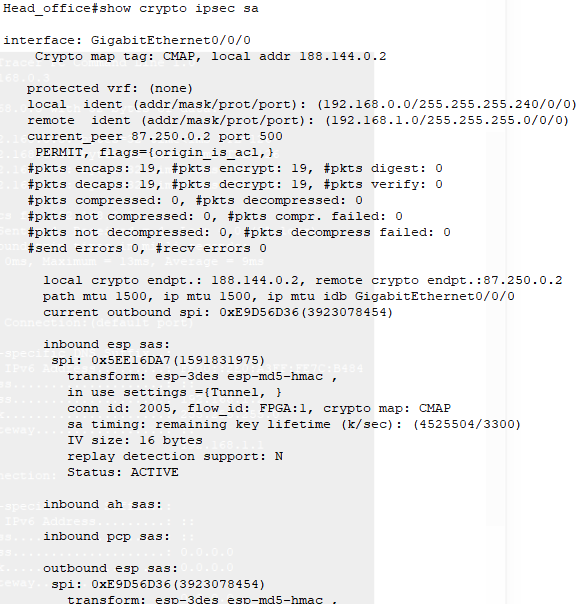 Head_office#show crypto ipsec sa
interface: GigabitEthernet0/0/0
Crypto map tag: CMAP, local addr 188.144.0.2
protected vrf: (none)
local ident (addr/mask/prot/port): (192.168.0.0/255.255.255.240/0/0)
remote ident (addr/mask/prot/port): (192.168.1.0/255.255.255.0/0/0)
current_peer 87.250.0.2 port 500
PERMIT, flags={origin_is_acl,}
#pkts encaps: 19, #pkts encrypt: 19, #pkts digest: 0
#pkts decaps: 19, #pkts decrypt: 19, #pkts verify: 0
#pkts compressed: 0, #pkts decompressed: 0
#pkts not compressed: 0, #pkts compr. failed: 0
#pkts not decompressed: 0, #pkts decompress failed: 0
#send errors 0, #recv errors 0
local crypto endpt.: 188.144.0.2, remote crypto endpt.:87.250.0.2
path mtu 1500, ip mtu 1500, ip mtu idb GigabitEthernet0/0/0
current outbound spi: 0xE9D56D36(3923078454)
inbound esp sas:
spi: 0x5EE16DA7(1591831975)
transform: esp-3des esp-md5-hmac ,
in use settings ={Tunnel, }
conn id: 2005, flow_id: FPGA:1, crypto map: CMAP
sa timing: remaining key lifetime (k/sec): (4525504/3300)
IV size: 16 bytes
replay detection support: N
Status: ACTIVE
inbound ah sas:
inbound pcp sas:
outbound esp sas:
spi: 0xE9D56D36(3923078454)
transform: esp-3des esp-md5-hmac ,